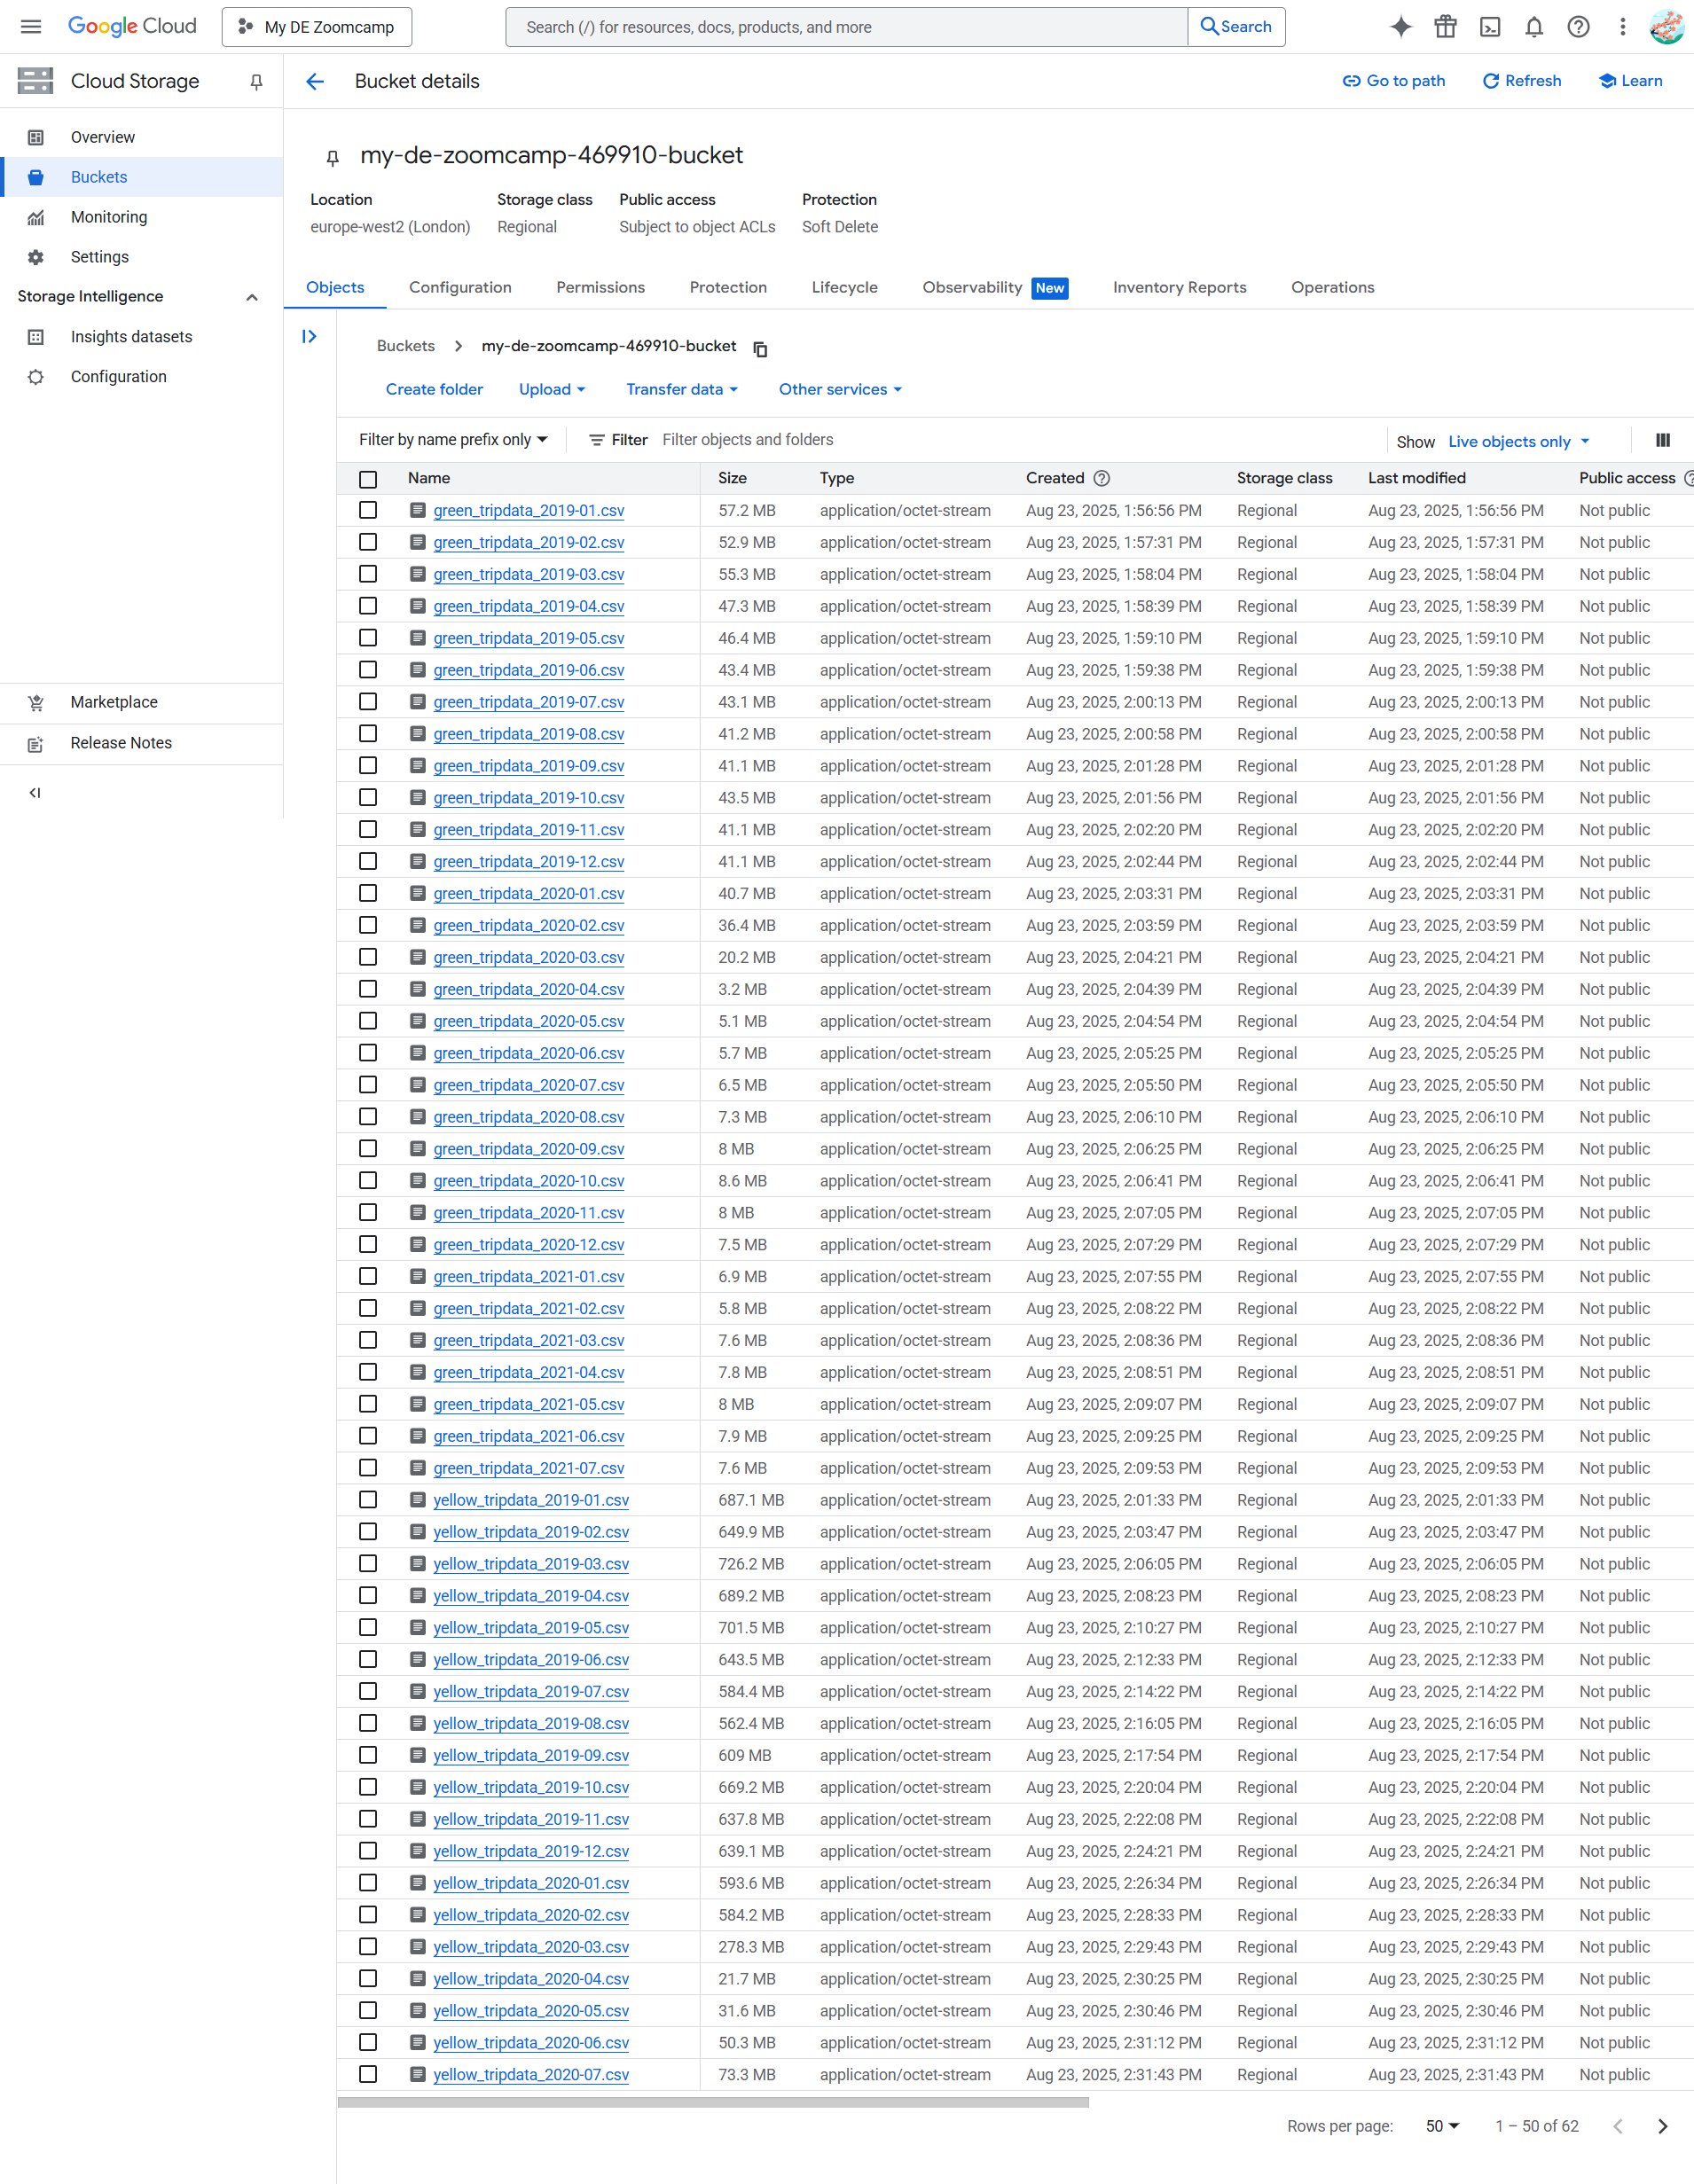 Google Cloud
My DE Zoomcamp
Search (/) for resources, docs, products, and more
Search
Cloud Storage
Bucket details
Go to path
Refresh
Learn
Overview
Buckets
Monitoring
Settings
Storage Intelligence
Insights datasets
Configuration
Marketplace
Release Notes
my-de-zoomcamp-469910-bucket
Location Storage class Public access Protection
europe-west2 (London) Regional Subject to object ACLs Soft Delete
Objects Configuration Permissions Protection Lifecycle Observability New Inventory Reports Operations
Buckets my-de-zoomcamp-469910-bucket
Create folder Upload Transfer data Other services
Filter by name prefix only Filter Filter objects and folders Show Live objects only
Name Size Type Created Storage class Last modified Public access
green_tripdata_2019-01.csv 57.2 MB application/octet-stream Aug 23, 2025, 1:56:56 PM Regional Aug 23, 2025, 1:56:56 PM Not public
green_tripdata_2019-02.csv 52.9 MB application/octet-stream Aug 23, 2025, 1:57:31 PM Regional Aug 23, 2025, 1:57:31 PM Not public
green_tripdata_2019-03.csv 55.3 MB application/octet-stream Aug 23, 2025, 1:58:04 PM Regional Aug 23, 2025, 1:58:04 PM Not public
green_tripdata_2019-04.csv 47.3 MB application/octet-stream Aug 23, 2025, 1:58:39 PM Regional Aug 23, 2025, 1:58:39 PM Not public
green_tripdata_2019-05.csv 46.4 MB application/octet-stream Aug 23, 2025, 1:59:10 PM Regional Aug 23, 2025, 1:59:10 PM Not public
green_tripdata_2019-06.csv 43.4 MB application/octet-stream Aug 23, 2025, 1:59:38 PM Regional Aug 23, 2025, 1:59:38 PM Not public
green_tripdata_2019-07.csv 43.1 MB application/octet-stream Aug 23, 2025, 2:00:13 PM Regional Aug 23, 2025, 2:00:13 PM Not public
green_tripdata_2019-08.csv 41.2 MB application/octet-stream Aug 23, 2025, 2:00:58 PM Regional Aug 23, 2025, 2:00:58 PM Not public
green_tripdata_2019-09.csv 41.1 MB application/octet-stream Aug 23, 2025, 2:01:28 PM Regional Aug 23, 2025, 2:01:28 PM Not public
green_tripdata_2019-10.csv 43.5 MB application/octet-stream Aug 23, 2025, 2:01:56 PM Regional Aug 23, 2025, 2:01:56 PM Not public
green_tripdata_2019-11.csv 41.1 MB application/octet-stream Aug 23, 2025, 2:02:20 PM Regional Aug 23, 2025, 2:02:20 PM Not public
green_tripdata_2019-12.csv 41.1 MB application/octet-stream Aug 23, 2025, 2:02:44 PM Regional Aug 23, 2025, 2:02:44 PM Not public
green_tripdata_2020-01.csv 40.7 MB application/octet-stream Aug 23, 2025, 2:03:31 PM Regional Aug 23, 2025, 2:03:31 PM Not public
green_tripdata_2020-02.csv 36.4 MB application/octet-stream Aug 23, 2025, 2:03:59 PM Regional Aug 23, 2025, 2:03:59 PM Not public
green_tripdata_2020-03.csv 20.2 MB application/octet-stream Aug 23, 2025, 2:04:21 PM Regional Aug 23, 2025, 2:04:21 PM Not public
green_tripdata_2020-04.csv 3.2 MB application/octet-stream Aug 23, 2025, 2:04:39 PM Regional Aug 23, 2025, 2:04:39 PM Not public
green_tripdata_2020-05.csv 5.1 MB application/octet-stream Aug 23, 2025, 2:04:54 PM Regional Aug 23, 2025, 2:04:54 PM Not public
green_tripdata_2020-06.csv 5.7 MB application/octet-stream Aug 23, 2025, 2:05:25 PM Regional Aug 23, 2025, 2:05:25 PM Not public
green_tripdata_2020-07.csv 6.5 MB application/octet-stream Aug 23, 2025, 2:05:50 PM Regional Aug 23, 2025, 2:05:50 PM Not public
green_tripdata_2020-08.csv 7.3 MB application/octet-stream Aug 23, 2025, 2:06:10 PM Regional Aug 23, 2025, 2:06:10 PM Not public
green_tripdata_2020-09.csv 8 MB application/octet-stream Aug 23, 2025, 2:06:25 PM Regional Aug 23, 2025, 2:06:25 PM Not public
green_tripdata_2020-10.csv 8.6 MB application/octet-stream Aug 23, 2025, 2:06:41 PM Regional Aug 23, 2025, 2:06:41 PM Not public
green_tripdata_2020-11.csv 8 MB application/octet-stream Aug 23, 2025, 2:07:05 PM Regional Aug 23, 2025, 2:07:05 PM Not public
green_tripdata_2020-12.csv 7.5 MB application/octet-stream Aug 23, 2025, 2:07:29 PM Regional Aug 23, 2025, 2:07:29 PM Not public
green_tripdata_2021-01.csv 6.9 MB application/octet-stream Aug 23, 2025, 2:07:55 PM Regional Aug 23, 2025, 2:07:55 PM Not public
green_tripdata_2021-02.csv 5.8 MB application/octet-stream Aug 23, 2025, 2:08:22 PM Regional Aug 23, 2025, 2:08:22 PM Not public
green_tripdata_2021-03.csv 7.6 MB application/octet-stream Aug 23, 2025, 2:08:36 PM Regional Aug 23, 2025, 2:08:36 PM Not public
green_tripdata_2021-04.csv 7.8 MB application/octet-stream Aug 23, 2025, 2:08:51 PM Regional Aug 23, 2025, 2:08:51 PM Not public
green_tripdata_2021-05.csv 8 MB application/octet-stream Aug 23, 2025, 2:09:07 PM Regional Aug 23, 2025, 2:09:07 PM Not public
green_tripdata_2021-06.csv 7.9 MB application/octet-stream Aug 23, 2025, 2:09:25 PM Regional Aug 23, 2025, 2:09:25 PM Not public
green_tripdata_2021-07.csv 7.6 MB application/octet-stream Aug 23, 2025, 2:09:53 PM Regional Aug 23, 2025, 2:09:53 PM Not public
yellow_tripdata_2019-01.csv 687.1 MB application/octet-stream Aug 23, 2025, 2:01:33 PM Regional Aug 23, 2025, 2:01:33 PM Not public
yellow_tripdata_2019-02.csv 649.9 MB application/octet-stream Aug 23, 2025, 2:03:47 PM Regional Aug 23, 2025, 2:03:47 PM Not public
yellow_tripdata_2019-03.csv 726.2 MB application/octet-stream Aug 23, 2025, 2:06:05 PM Regional Aug 23, 2025, 2:06:05 PM Not public
yellow_tripdata_2019-04.csv 689.2 MB application/octet-stream Aug 23, 2025, 2:08:23 PM Regional Aug 23, 2025, 2:08:23 PM Not public
yellow_tripdata_2019-05.csv 701.5 MB application/octet-stream Aug 23, 2025, 2:10:27 PM Regional Aug 23, 2025, 2:10:27 PM Not public
yellow_tripdata_2019-06.csv 643.5 MB application/octet-stream Aug 23, 2025, 2:12:33 PM Regional Aug 23, 2025, 2:12:33 PM Not public
yellow_tripdata_2019-07.csv 584.4 MB application/octet-stream Aug 23, 2025, 2:14:22 PM Regional Aug 23, 2025, 2:14:22 PM Not public
yellow_tripdata_2019-08.csv 562.4 MB application/octet-stream Aug 23, 2025, 2:16:05 PM Regional Aug 23, 2025, 2:16:05 PM Not public
yellow_tripdata_2019-09.csv 609 MB application/octet-stream Aug 23, 2025, 2:17:54 PM Regional Aug 23, 2025, 2:17:54 PM Not public
yellow_tripdata_2019-10.csv 669.2 MB application/octet-stream Aug 23, 2025, 2:20:04 PM Regional Aug 23, 2025, 2:20:04 PM Not public
yellow_tripdata_2019-11.csv 637.8 MB application/octet-stream Aug 23, 2025, 2:22:08 PM Regional Aug 23, 2025, 2:22:08 PM Not public
yellow_tripdata_2019-12.csv 639.1 MB application/octet-stream Aug 23, 2025, 2:24:21 PM Regional Aug 23, 2025, 2:24:21 PM Not public
yellow_tripdata_2020-01.csv 593.6 MB application/octet-stream Aug 23, 2025, 2:26:34 PM Regional Aug 23, 2025, 2:26:34 PM Not public
yellow_tripdata_2020-02.csv 584.2 MB application/octet-stream Aug 23, 2025, 2:28:33 PM Regional Aug 23, 2025, 2:28:33 PM Not public
yellow_tripdata_2020-03.csv 278.3 MB application/octet-stream Aug 23, 2025, 2:29:43 PM Regional Aug 23, 2025, 2:29:43 PM Not public
yellow_tripdata_2020-04.csv 21.7 MB application/octet-stream Aug 23, 2025, 2:30:25 PM Regional Aug 23, 2025, 2:30:25 PM Not public
yellow_tripdata_2020-05.csv 31.6 MB application/octet-stream Aug 23, 2025, 2:30:46 PM Regional Aug 23, 2025, 2:30:46 PM Not public
yellow_tripdata_2020-06.csv 50.3 MB application/octet-stream Aug 23, 2025, 2:31:12 PM Regional Aug 23, 2025, 2:31:12 PM Not public
yellow_tripdata_2020-07.csv 73.3 MB application/octet-stream Aug 23, 2025, 2:31:43 PM Regional Aug 23, 2025, 2:31:43 PM Not public
Rows per page: 50 1 – 50 of 62